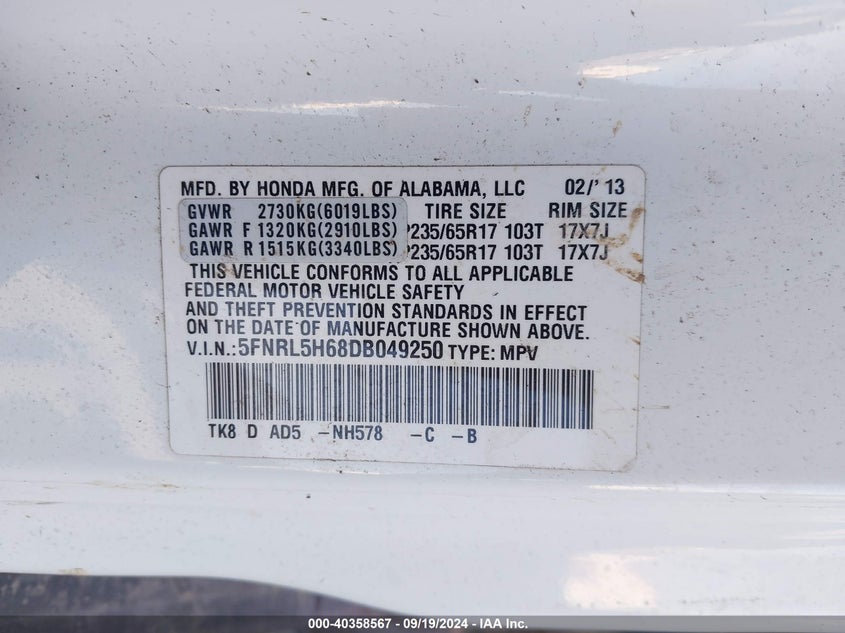 MFD. BY HONDA MFG. OF ALABAMA, LLC 02/'13
GVWR 2730KG(6019LBS) TIRE SIZE RIM SIZE
GAWR F 1320KG(2910LBS) P235/65R17 103T 17X7J
GAWR R 1515KG(3340LBS) P235/65R17 103T 17X7J
THIS VEHICLE CONFORMS TO ALL APPLICABLE
FEDERAL MOTOR VEHICLE SAFETY
AND THEFT PREVENTION STANDARDS IN EFFECT
ON THE DATE OF MANUFACTURE SHOWN ABOVE.
V.I.N.:5FNRL5H68DB049250 TYPE: MPV
TK8 D AD5 -NH578 -C -B
000-40358567 - 09/19/2024 - IAA Inc.